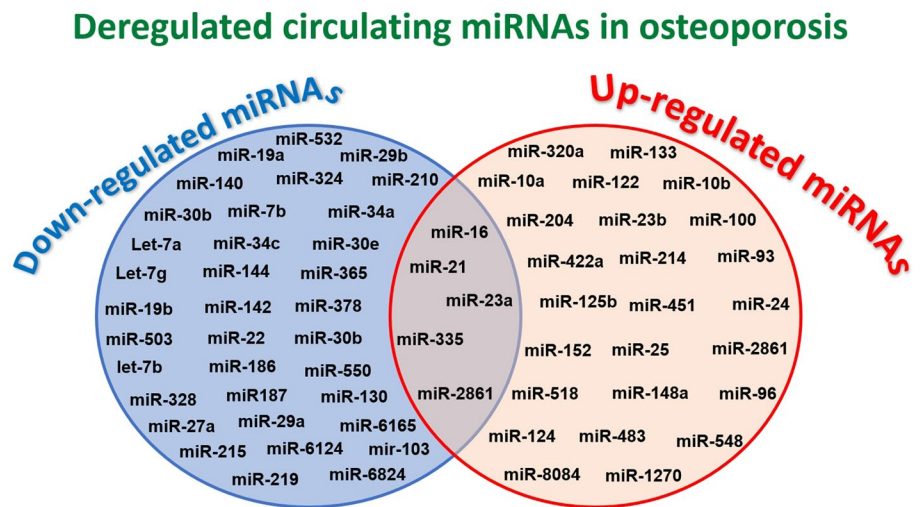 Deregulated circulating miRNAs in osteoporosis
Down-regulated miRNAs
Up-regulated miRNAs
miR-532
miR-19a
miR-29b
miR-140
miR-324
miR-210
miR-30b
miR-7b
miR-34a
Let-7a
miR-34c
miR-30e
Let-7g
miR-144
miR-365
miR-19b
miR-142
miR-378
miR-503
miR-22
miR-30b
let-7b
miR-186
miR-550
miR-328
miR187
miR-130
miR-27a
miR-29a
miR-6165
miR-215
miR-6124
mir-103
miR-219
miR-6824
miR-16
miR-21
miR-23a
miR-335
miR-2861
miR-320a
miR-133
miR-10a
miR-122
miR-10b
miR-204
miR-23b
miR-100
miR-422a
miR-214
miR-93
miR-125b
miR-451
miR-24
miR-152
miR-25
miR-2861
miR-518
miR-148a
miR-96
miR-124
miR-483
miR-548
miR-8084
miR-1270